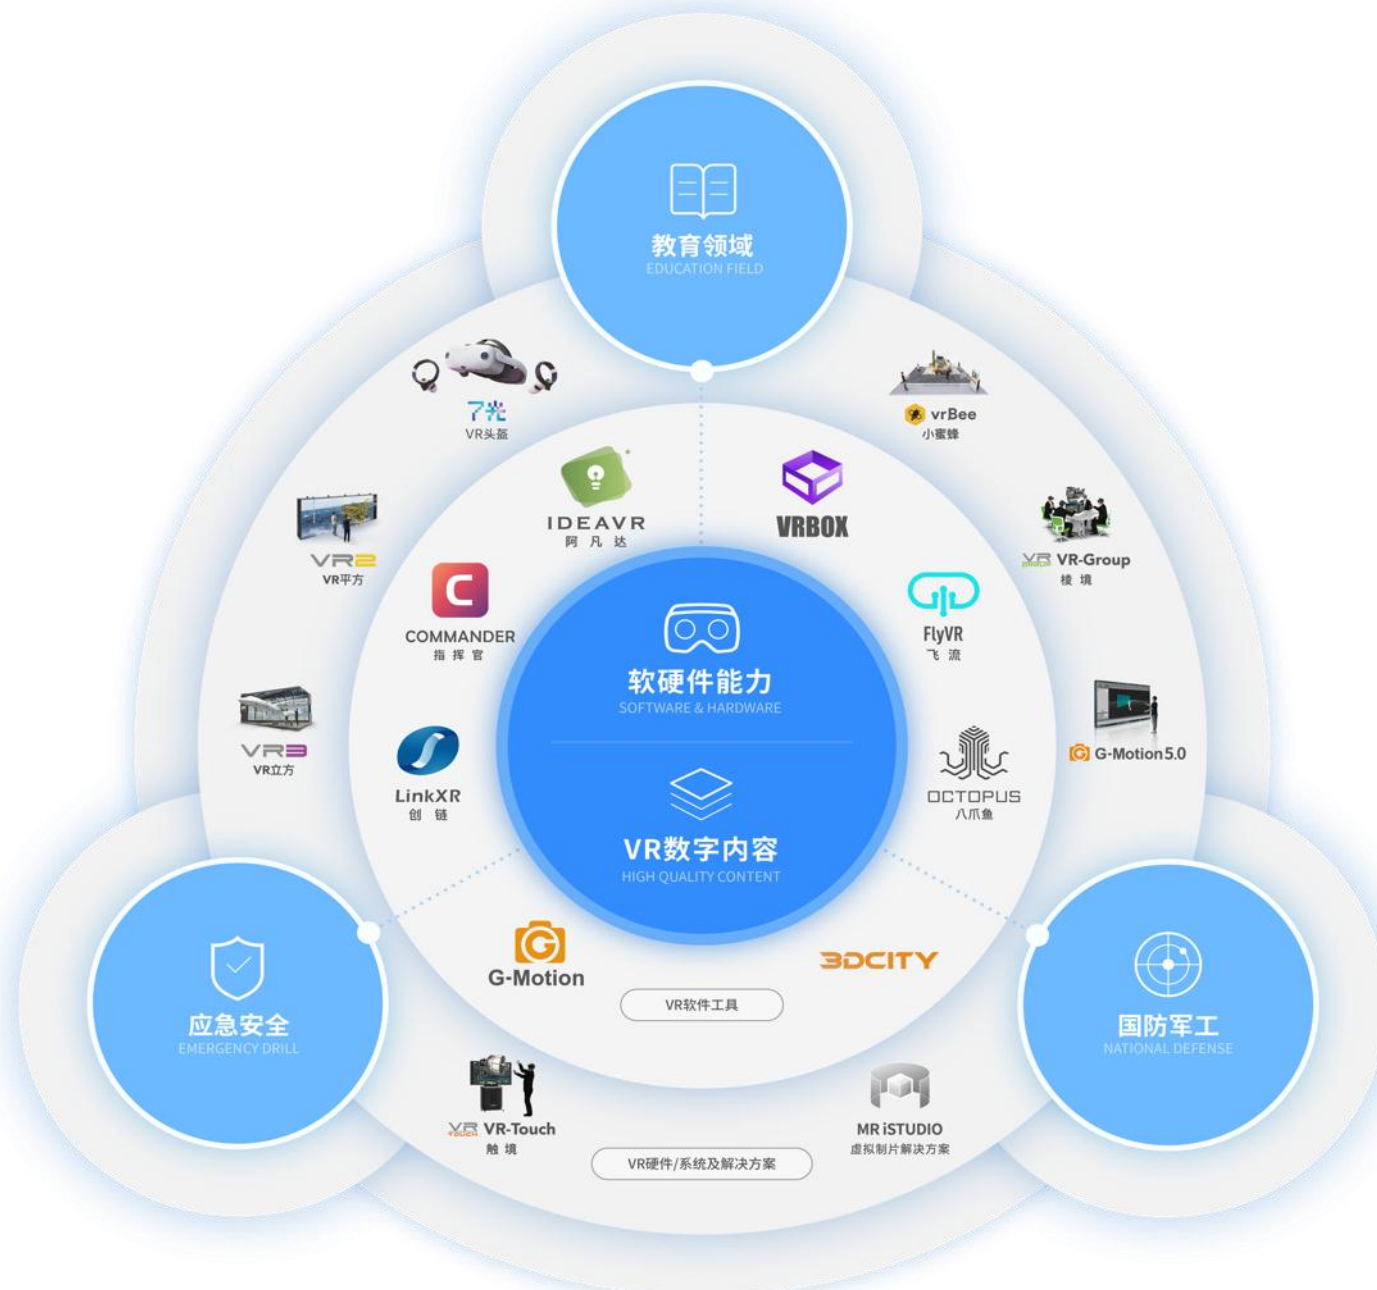 教育领域
EDUCATION FIELD
7光
VR头盔
vrBee
小蜜蜂
IDEAVR
阿凡达
VRBOX
VR2
VR平方
VR GROUP VR-Group
棱境
C
COMMANDER
指挥官
FlyVR
飞流
软硬件能力
SOFTWARE & HARDWARE
VR3
VR立方
G-Motion5.0
LinkXR
创链
OCTOPUS
八爪鱼
VR数字内容
HIGH QUALITY CONTENT
G-Motion
3DCITY
VR软件工具
应急安全
EMERGENCY DRILL
国防军工
NATIONAL DEFENSE
VR TOUCH VR-Touch
触境
MR iSTUDIO
虚拟制片解决方案
VR硬件/系统及解决方案